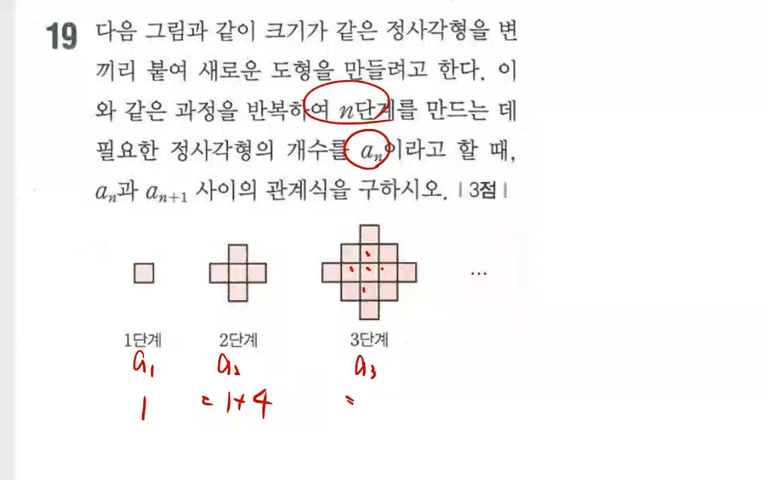 19 다음 그림과 같이 크기가 같은 정사각형을 변
끼리 붙여 새로운 도형을 만들려고 한다. 이
와 같은 과정을 반복하여 n단계를 만드는 데
필요한 정사각형의 개수를 aₙ이라고 할 때,
aₙ과 aₙ₊₁ 사이의 관계식을 구하시오. | 3점 |
...
1단계 2단계 3단계
a₁ a₂ a₃
1 = 1+4 =